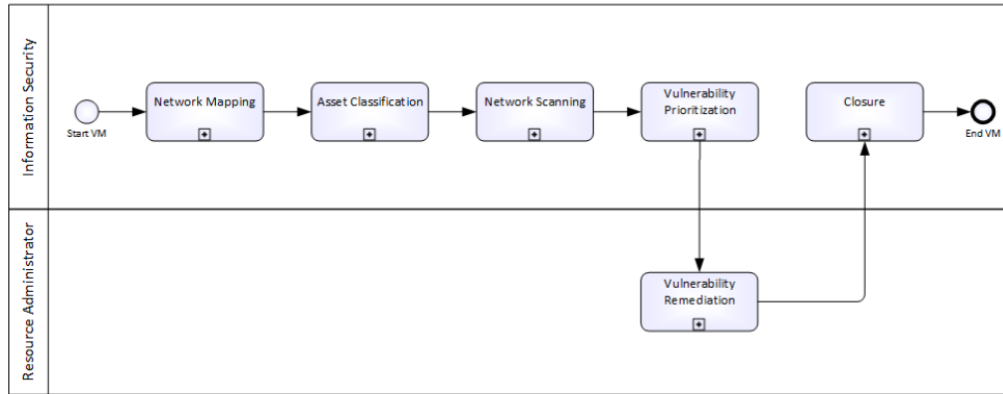 Information Security
Start VM
Network Mapping
Asset Classification
Network Scanning
Vulnerability
Prioritization
Closure
End VM
Resource Administrator
Vulnerability
Remediation